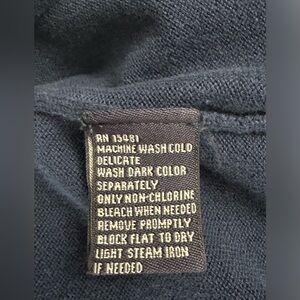 RN 15481
MACHINE WASH COLD
DELICATE
WASH DARK COLOR
SEPARATELY
ONLY NON-CHLORINE
BLEACH WHEN NEEDED
REMOVE PROMPTLY
BLOCK FLAT TO DRY
LIGHT STEAM IRON
IF NEEDED